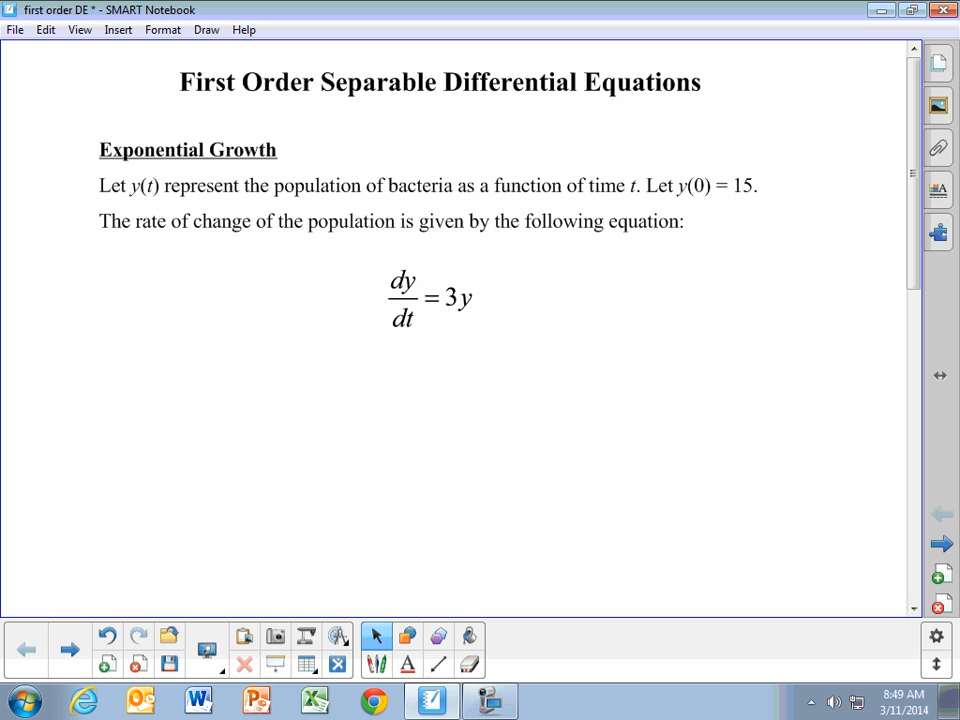 first order DE * - SMART Notebook
File Edit View Insert Format Draw Help
First Order Separable Differential Equations
Exponential Growth
Let y(t) represent the population of bacteria as a function of time t. Let y(0) = 15.
The rate of change of the population is given by the following equation:
dy/dt = 3y
8:49 AM
3/11/2014